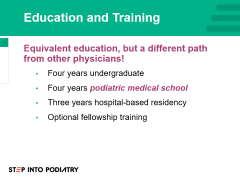 Education and Training
Equivalent education, but a different path
from other physicians!
• Four years undergraduate
• Four years podiatric medical school
• Three years hospital-based residency
• Optional fellowship training
STEP INTO PODIATRY